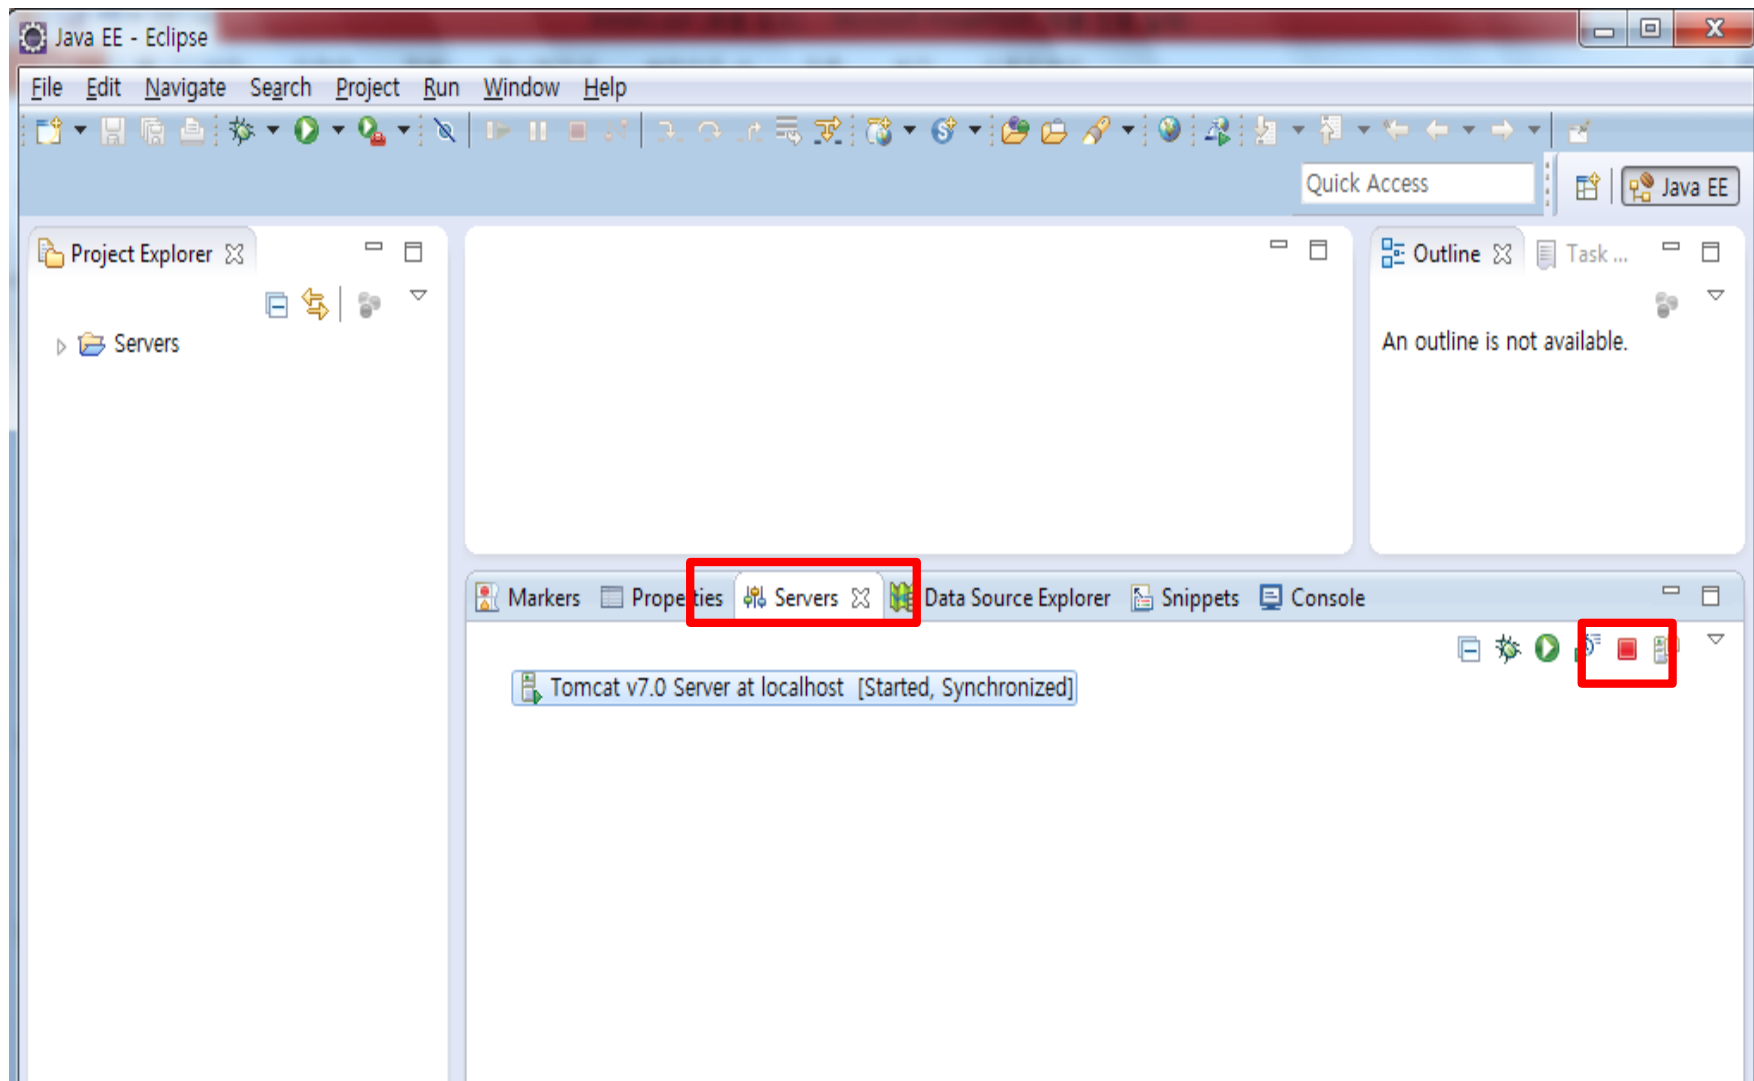 Java EE - Eclipse
File Edit Navigate Search Project Run Window Help
Quick Access
Java EE
Project Explorer
Outline
Task ...
Servers
An outline is not available.
Markers Properties Servers Data Source Explorer Snippets Console
Tomcat v7.0 Server at localhost [Started, Synchronized]